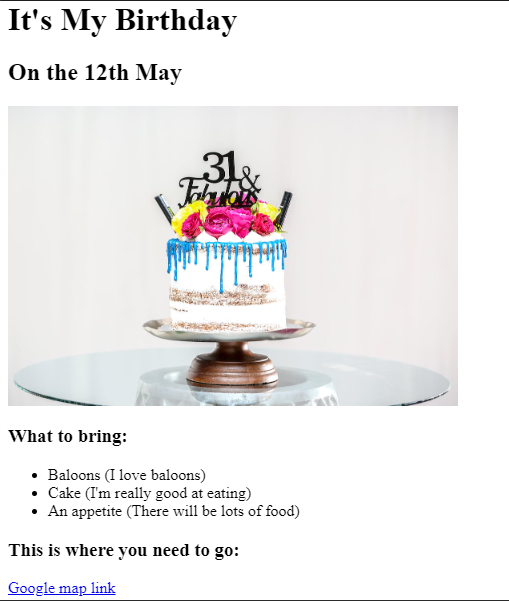 It's My Birthday
On the 12th May
31
&
Fabulous
What to bring:
Baloons (I love baloons)
Cake (I'm really good at eating)
An appetite (There will be lots of food)
This is where you need to go:
Google map link